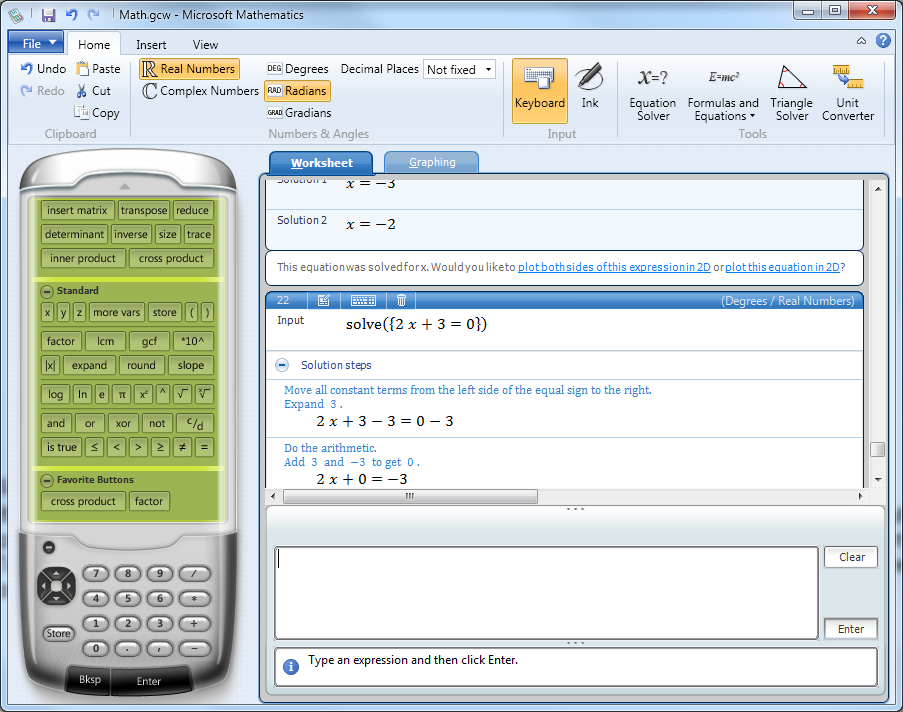 Math.gcw - Microsoft Mathematics
File Home Insert View
Undo Paste Real Numbers DEG Degrees Decimal Places Not fixed
Redo Cut Complex Numbers RAD Radians
Copy GRAD Gradians
Keyboard Ink
X=? E=mc²
Equation Solver Formulas and Equations Triangle Solver Unit Converter
Clipboard Numbers & Angles Input Tools
insert matrix transpose reduce
determinant inverse size trace
inner product cross product
Standard
x y z more vars store ( )
factor lcm gcf *10^
|x| expand round slope
log ln e π x² ^ √ ˣ√
and or xor not c/d
is true ≤ < > ≥ ≠ =
Favorite Buttons
cross product factor
7 8 9 /
4 5 6 *
1 2 3 +
Store
0 . , −
Bksp Enter
Worksheet Graphing
Solution 1 x = −3
Solution 2 x = −2
This equation was solved for x. Would you like to plot both sides of this expression in 2D or plot this equation in 2D?
22 (Degrees / Real Numbers)
Input solve({2 x + 3 = 0})
Solution steps
Move all constant terms from the left side of the equal sign to the right.
Expand 3 .
2 x + 3 − 3 = 0 − 3
Do the arithmetic.
Add 3 and −3 to get 0 .
2 x + 0 = −3
Clear
Enter
Type an expression and then click Enter.